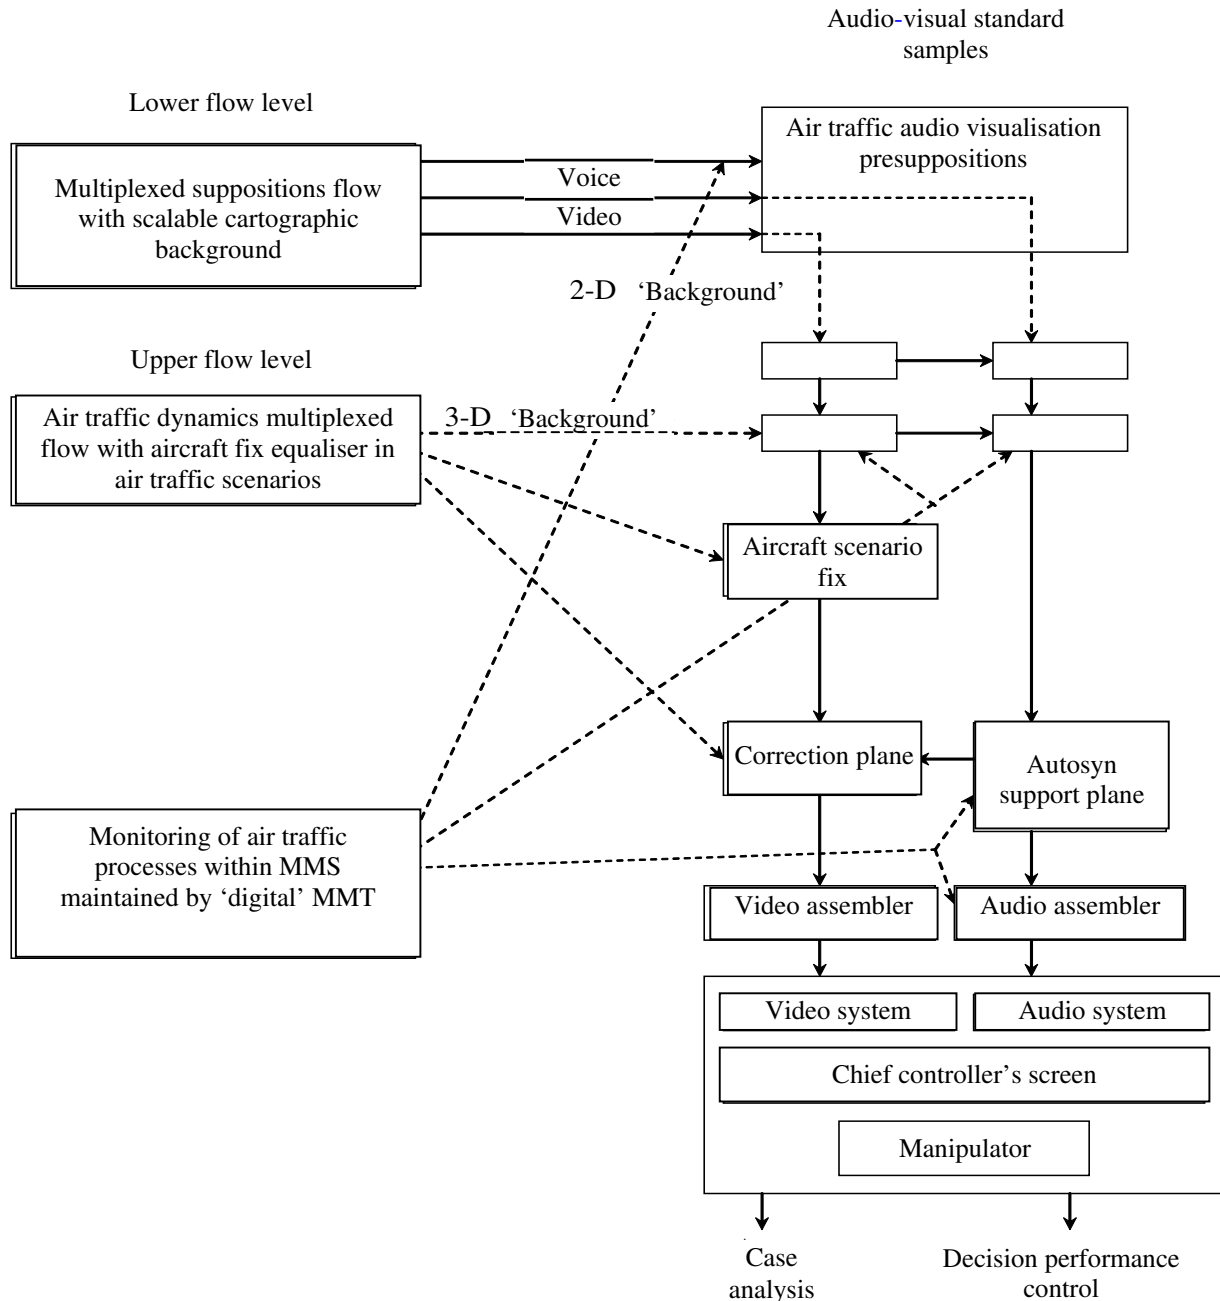 Audio-visual standard
samples
Lower flow level
Multiplexed suppositions flow
with scalable cartographic
background
Voice
Video
Air traffic audio visualisation
presuppositions
2-D ‘Background’
Upper flow level
Air traffic dynamics multiplexed
flow with aircraft fix equaliser in
air traffic scenarios
3-D ‘Background’
Aircraft scenario
fix
Correction plane
Autosyn
support plane
Monitoring of air traffic
processes within MMS
maintained by ‘digital’ MMT
Video assembler
Audio assembler
Video system
Audio system
Chief controller’s screen
Manipulator
Case
analysis
Decision performance
control